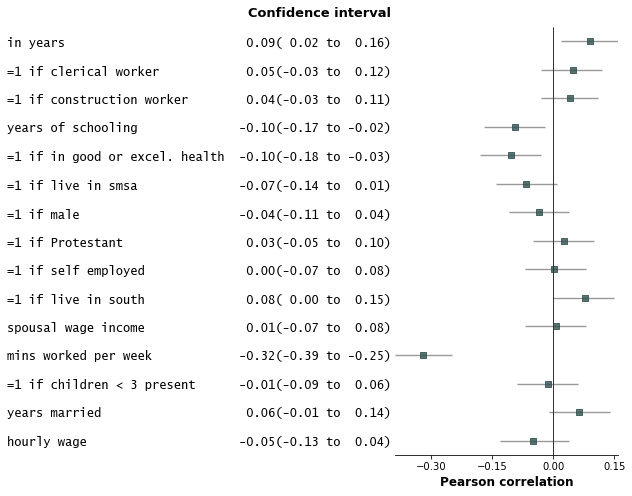 Confidence interval
in years 0.09( 0.02 to 0.16)
=1 if clerical worker 0.05(-0.03 to 0.12)
=1 if construction worker 0.04(-0.03 to 0.11)
years of schooling -0.10(-0.17 to -0.02)
=1 if in good or excel. health -0.10(-0.18 to -0.03)
=1 if live in smsa -0.07(-0.14 to 0.01)
=1 if male -0.04(-0.11 to 0.04)
=1 if Protestant 0.03(-0.05 to 0.10)
=1 if self employed 0.00(-0.07 to 0.08)
=1 if live in south 0.08( 0.00 to 0.15)
spousal wage income 0.01(-0.07 to 0.08)
mins worked per week -0.32(-0.39 to -0.25)
=1 if children < 3 present -0.01(-0.09 to 0.06)
years married 0.06(-0.01 to 0.14)
hourly wage -0.05(-0.13 to 0.04)
−0.30 −0.15 0.00 0.15
Pearson correlation